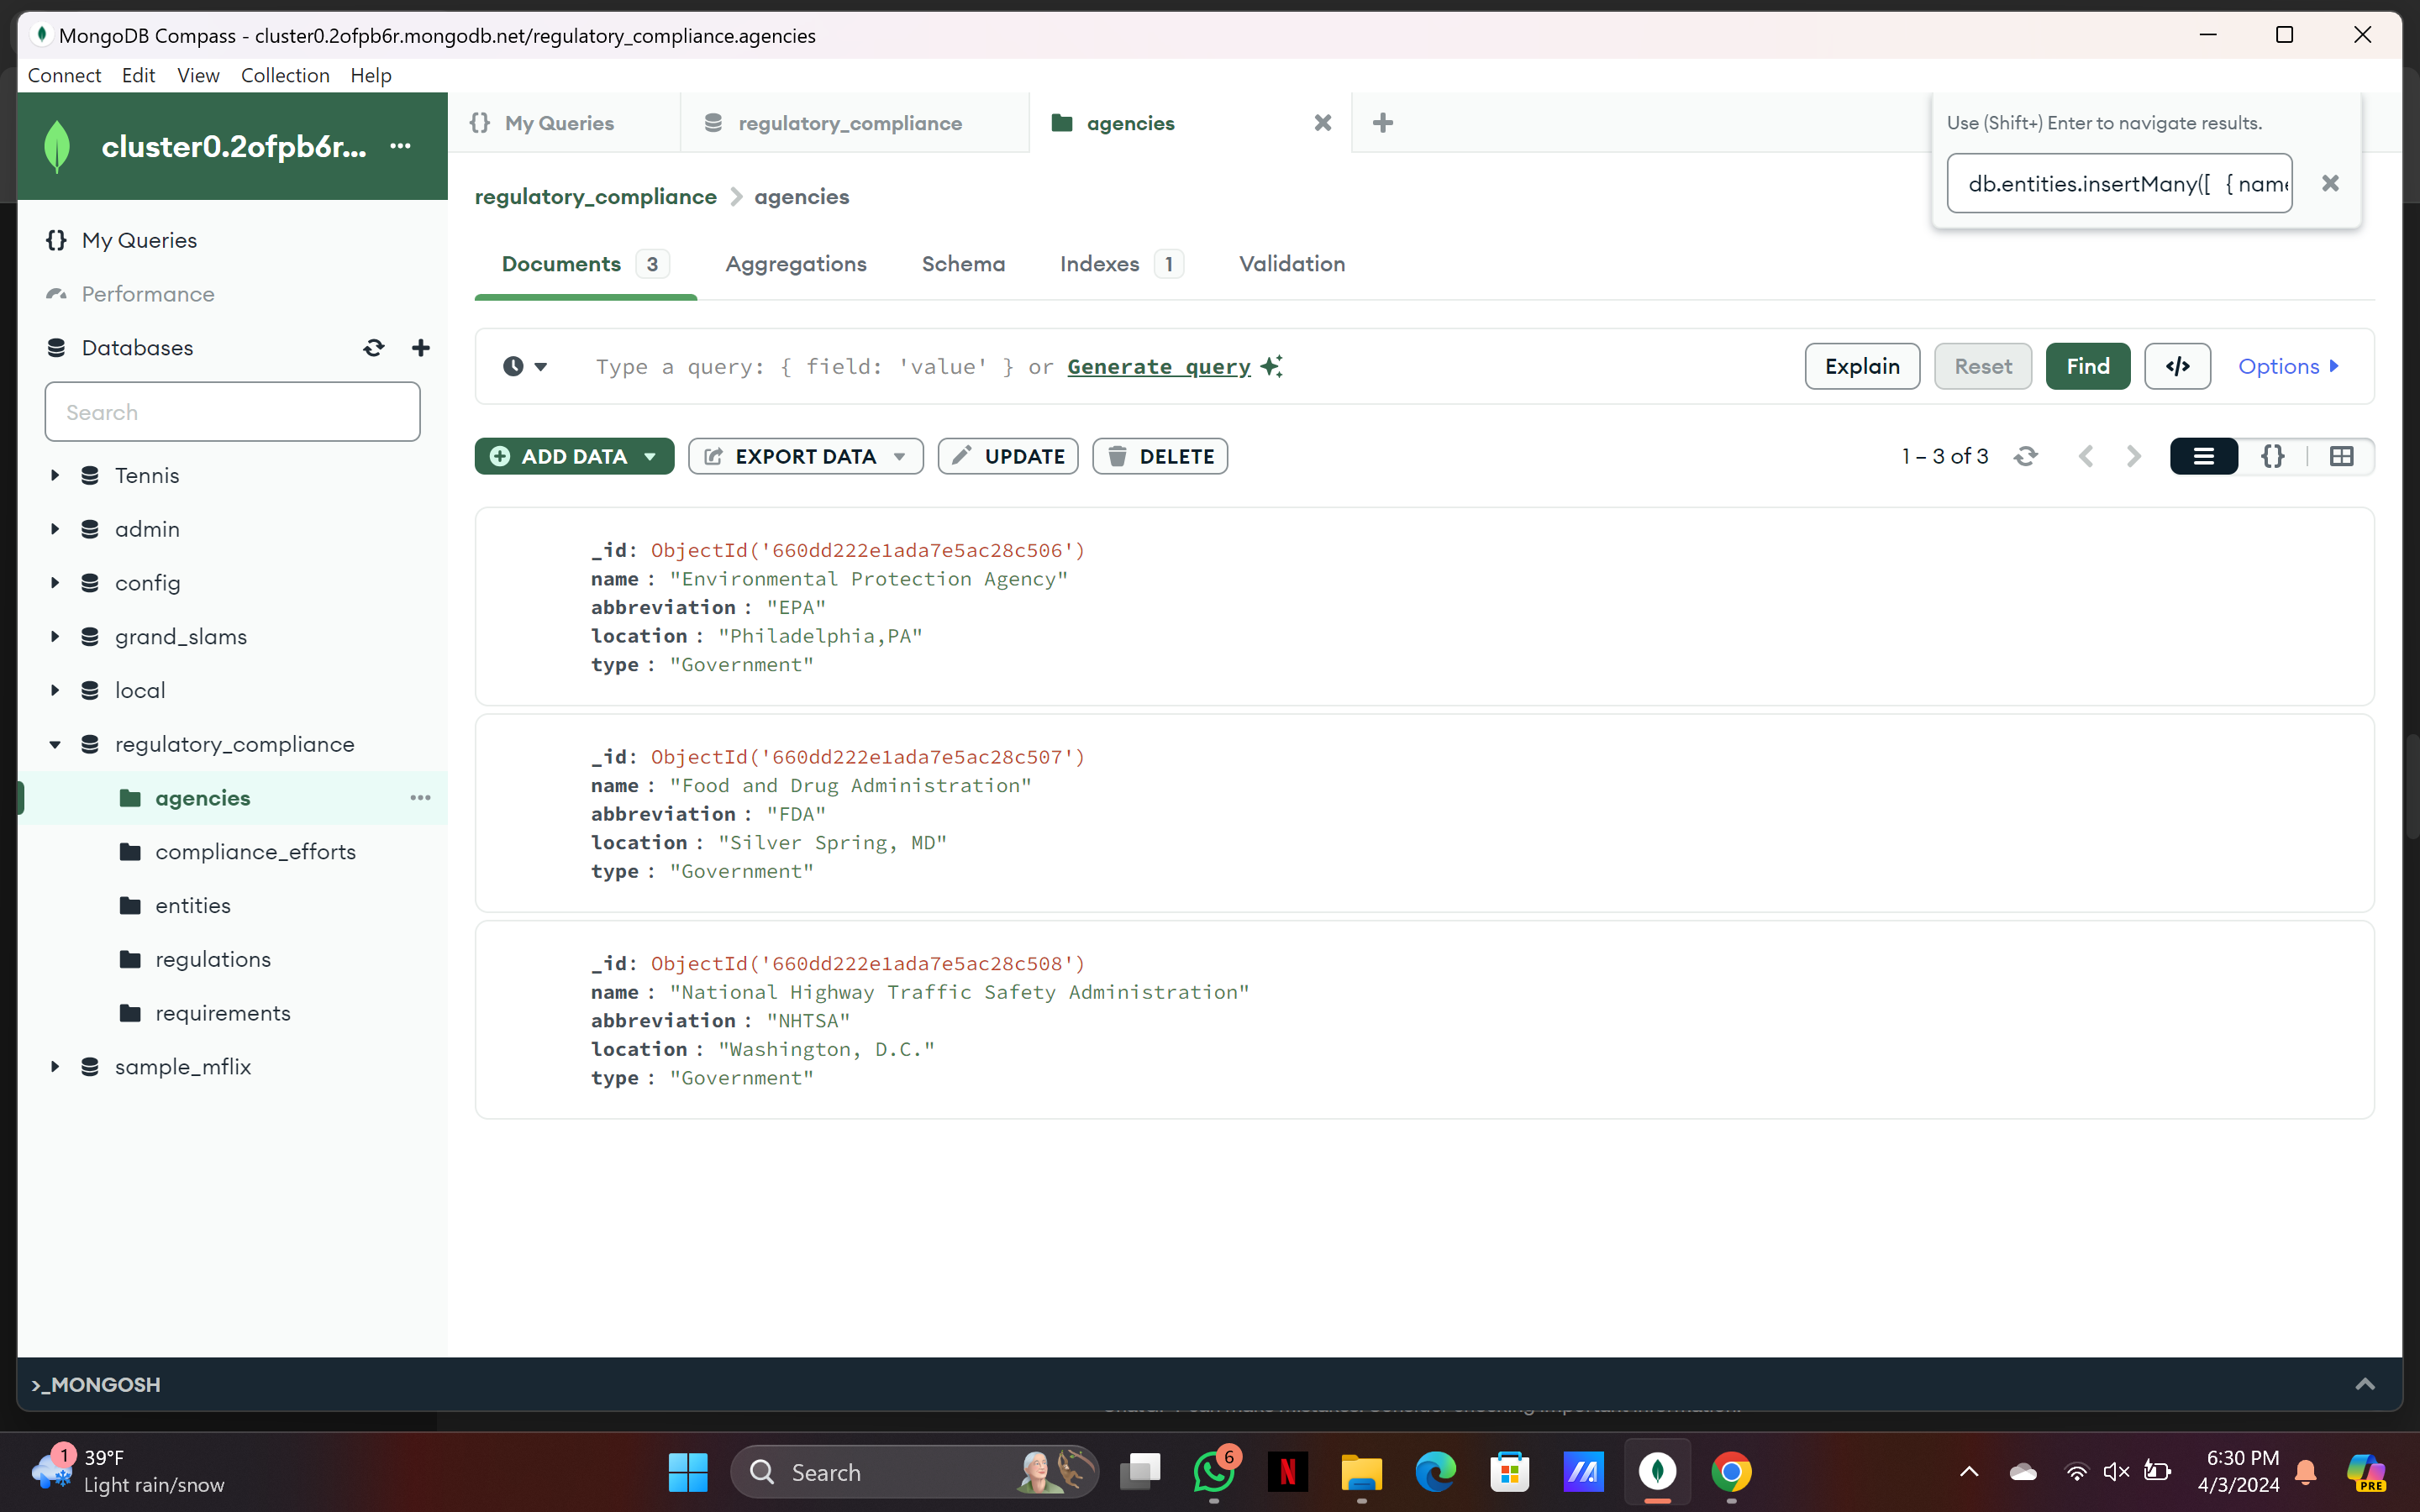 MongoDB Compass - cluster0.2ofpb6r.mongodb.net/regulatory_compliance.agencies
Connect Edit View Collection Help
cluster0.2ofpb6r... ...
{} My Queries
Performance
Databases
Search
Tennis
admin
config
grand_slams
local
regulatory_compliance
agencies ...
compliance_efforts
entities
regulations
requirements
sample_mflix
{} My Queries
regulatory_compliance
agencies
Use (Shift+) Enter to navigate results.
db.entities.insertMany([ { name
regulatory_compliance > agencies
Documents 3 Aggregations Schema Indexes 1 Validation
Type a query: { field: 'value' } or Generate query
Explain Reset Find </> Options
ADD DATA EXPORT DATA UPDATE DELETE
1 – 3 of 3 {}
_id: ObjectId('660dd222e1ada7e5ac28c506')
name : "Environmental Protection Agency"
abbreviation : "EPA"
location : "Philadelphia,PA"
type : "Government"
_id: ObjectId('660dd222e1ada7e5ac28c507')
name : "Food and Drug Administration"
abbreviation : "FDA"
location : "Silver Spring, MD"
type : "Government"
_id: ObjectId('660dd222e1ada7e5ac28c508')
name : "National Highway Traffic Safety Administration"
abbreviation : "NHTSA"
location : "Washington, D.C."
type : "Government"
>_MONGOSH
1
39°F
Light rain/snow
Search
6
N
6:30 PM
4/3/2024
PRE